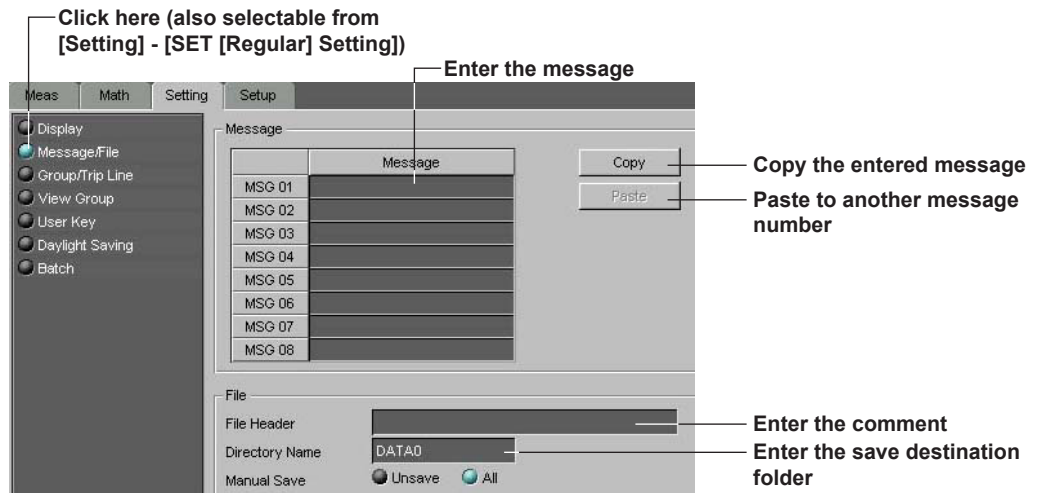 Click here (also selectable from
[Setting] - [SET [Regular] Setting])
Enter the message
Meas Math Setting Setup
Display
Message/File
Group/Trip Line
View Group
User Key
Daylight Saving
Batch
Message
Message
MSG 01
MSG 02
MSG 03
MSG 04
MSG 05
MSG 06
MSG 07
MSG 08
Copy
Paste
Copy the entered message
Paste to another message
number
File
File Header
Directory Name DATA0
Manual Save Unsave All
Enter the comment
Enter the save destination
folder